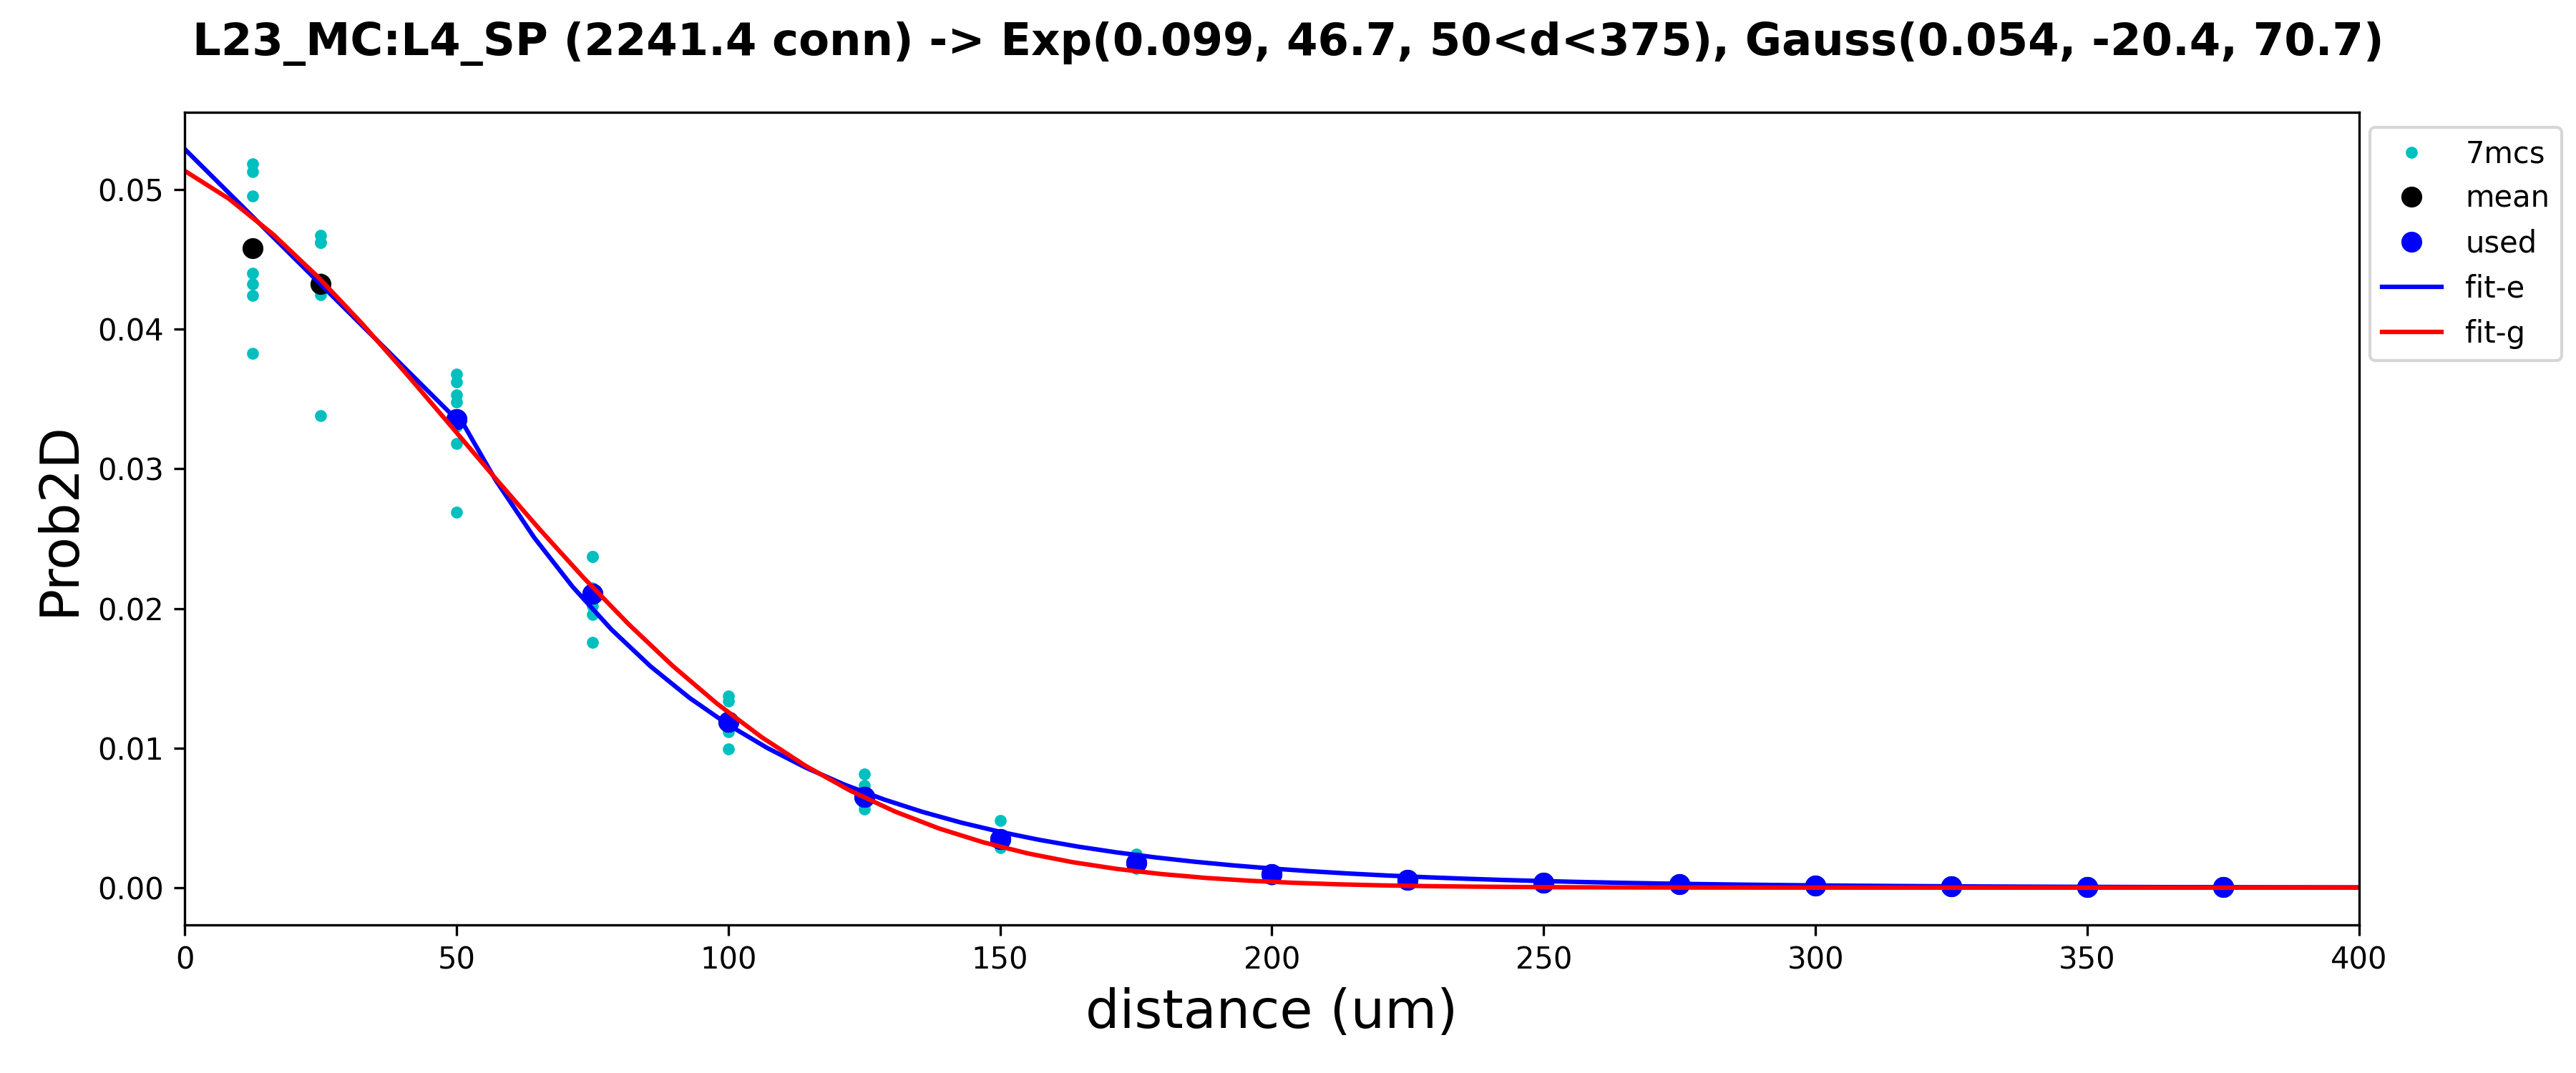 L23_MC:L4_SP (2241.4 conn) -> Exp(0.099, 46.7, 50<d<375), Gauss(0.054, -20.4, 70.7)
7mcs
mean
used
fit-e
fit-g
Prob2D
0.05
0.04
0.03
0.02
0.01
0.00
0 50 100 150 200 250 300 350 400
distance (um)